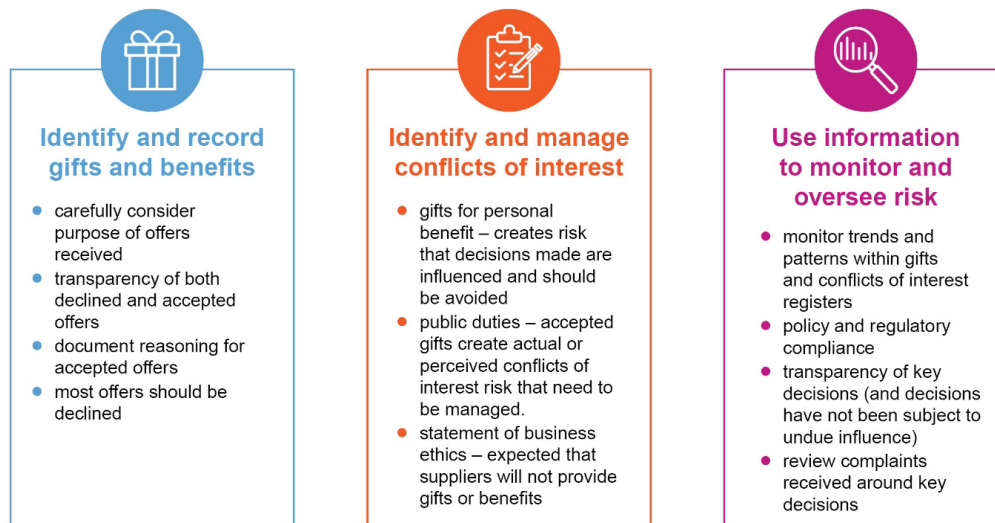 Identify and record
gifts and benefits
• carefully consider
purpose of offers
received
• transparency of both
declined and accepted
offers
• document reasoning for
accepted offers
• most offers should be
declined
Identify and manage
conflicts of interest
• gifts for personal
benefit – creates risk
that decisions made are
influenced and should
be avoided
• public duties – accepted
gifts create actual or
perceived conflicts of
interest risk that need to
be managed.
• statement of business
ethics – expected that
suppliers will not provide
gifts or benefits
Use information
to monitor and
oversee risk
• monitor trends and
patterns within gifts
and conflicts of interest
registers
• policy and regulatory
compliance
• transparency of key
decisions (and decisions
have not been subject to
undue influence)
• review complaints
received around key
decisions